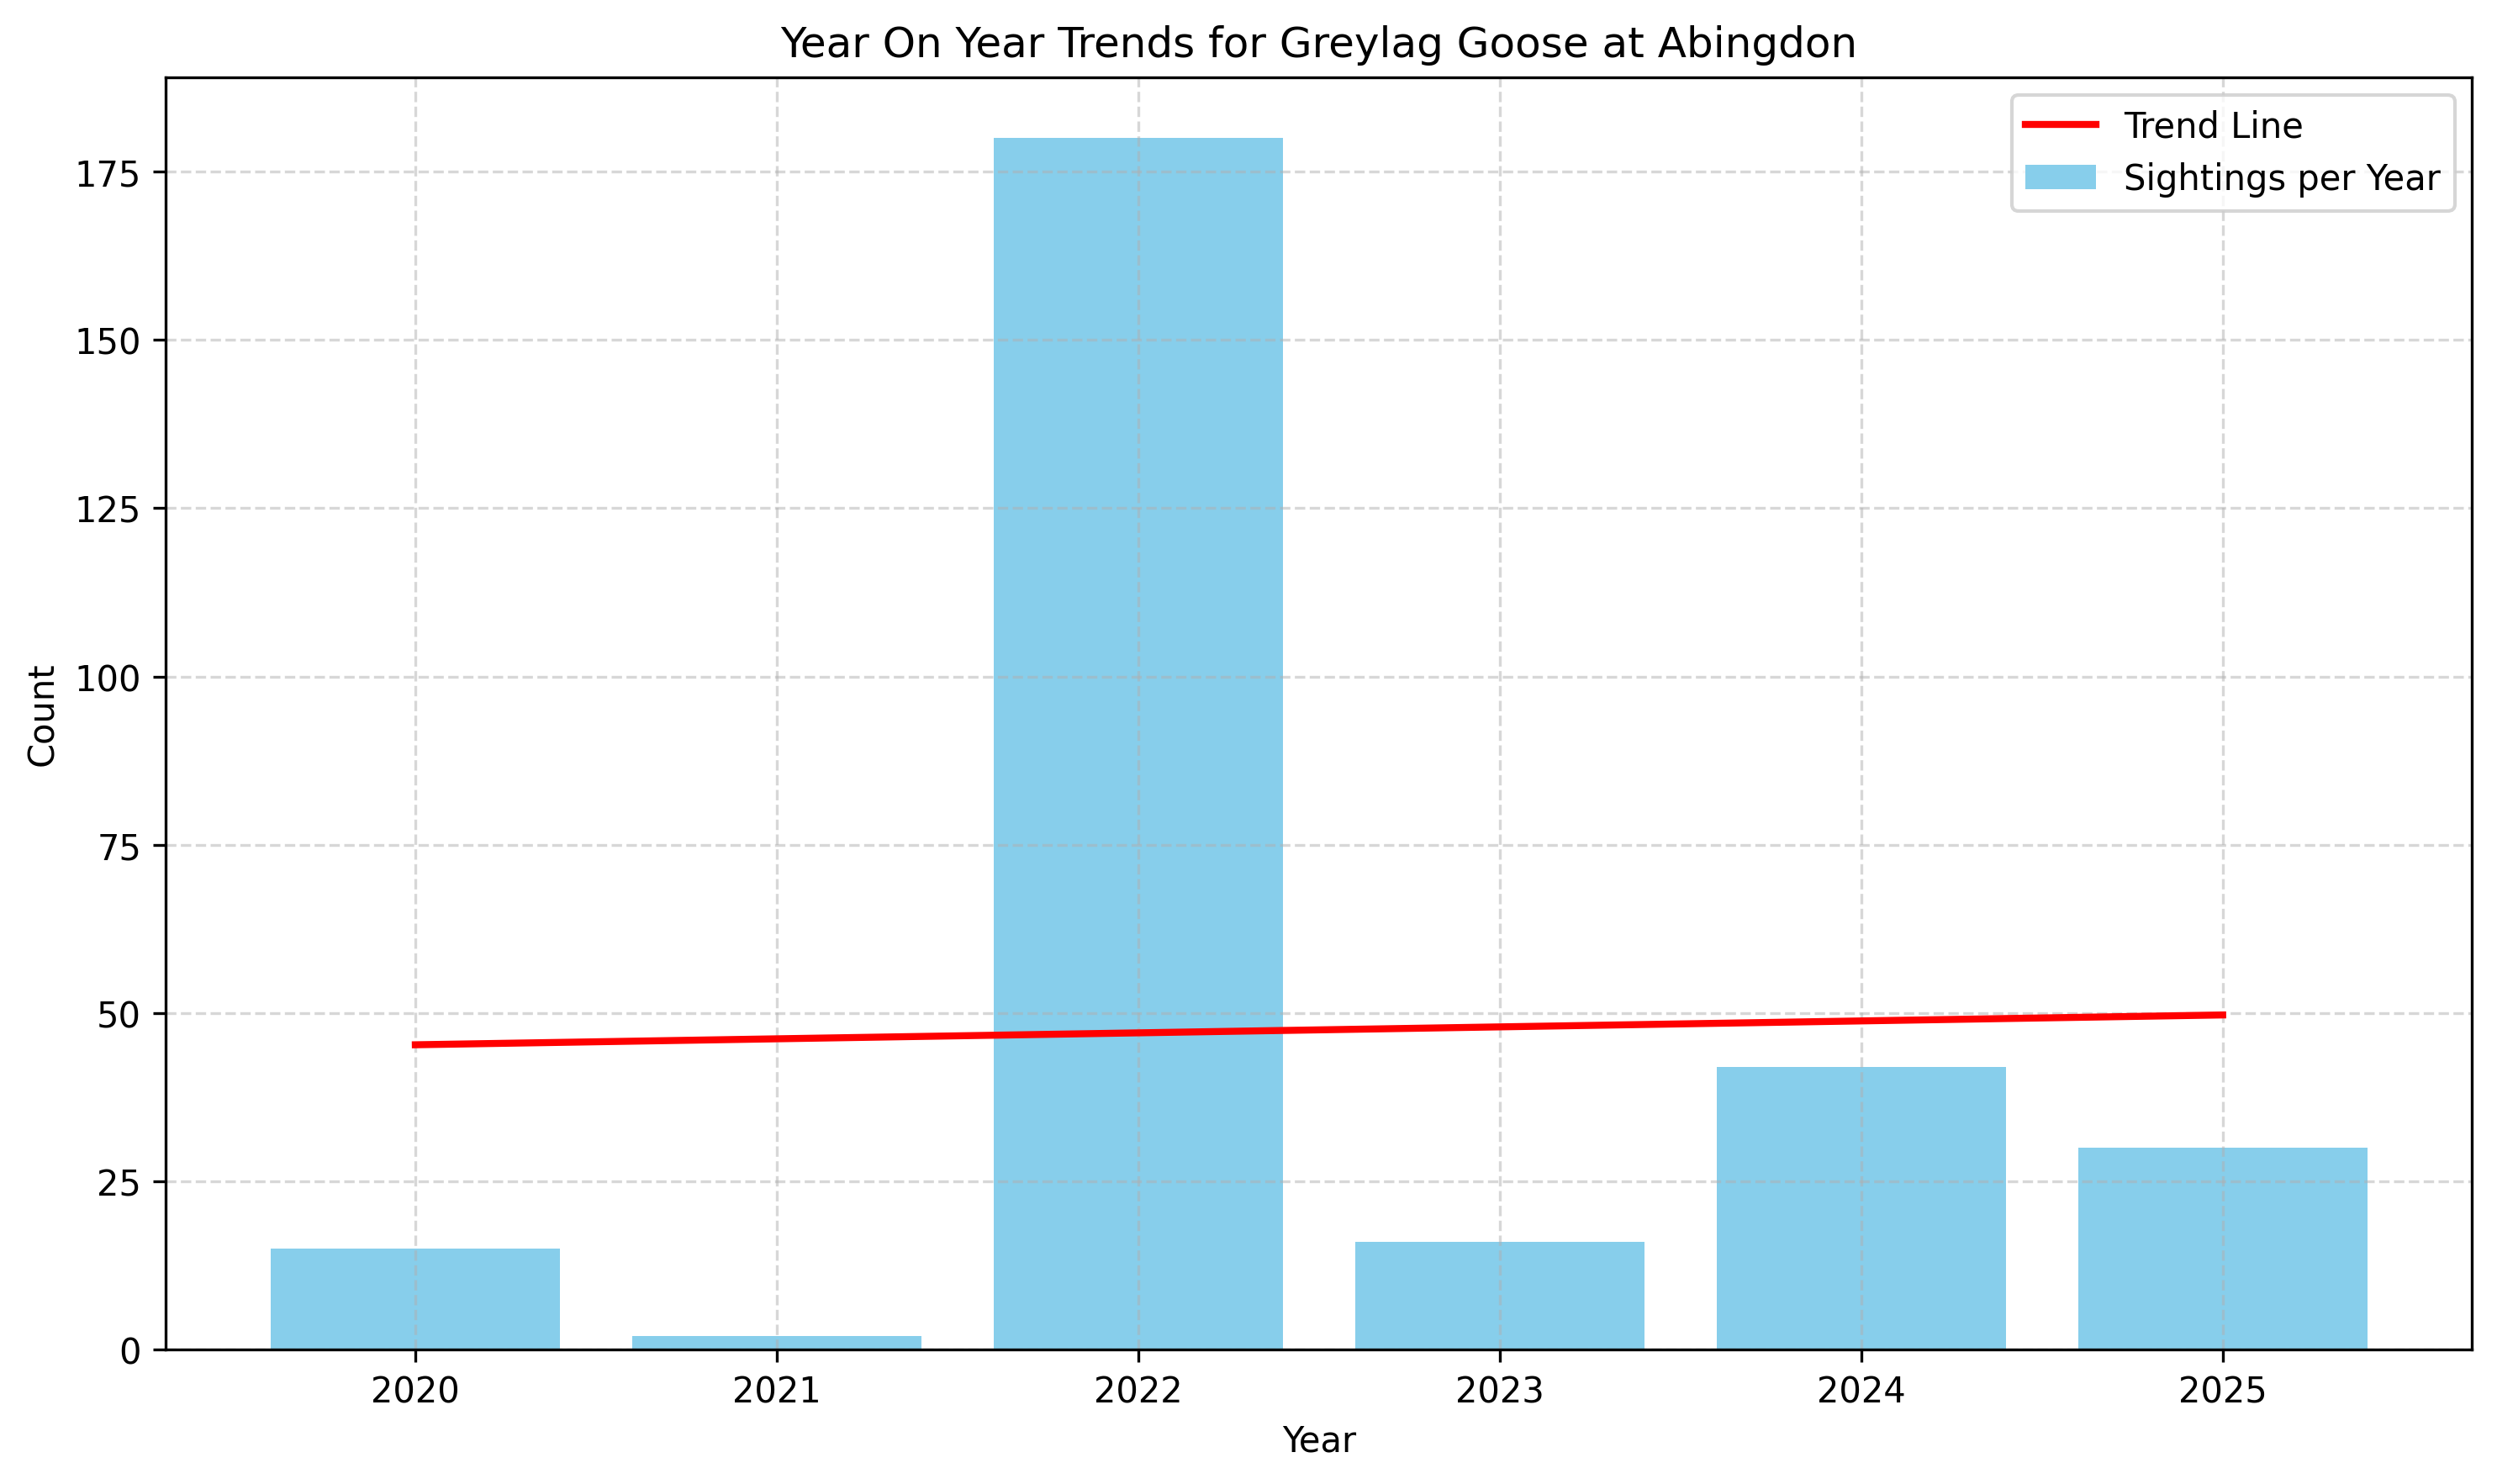 Year On Year Trends for Greylag Goose at Abingdon
Trend Line
Sightings per Year
175
150
125
100
75
50
25
0
Count
2020 2021 2022 2023 2024 2025
Year